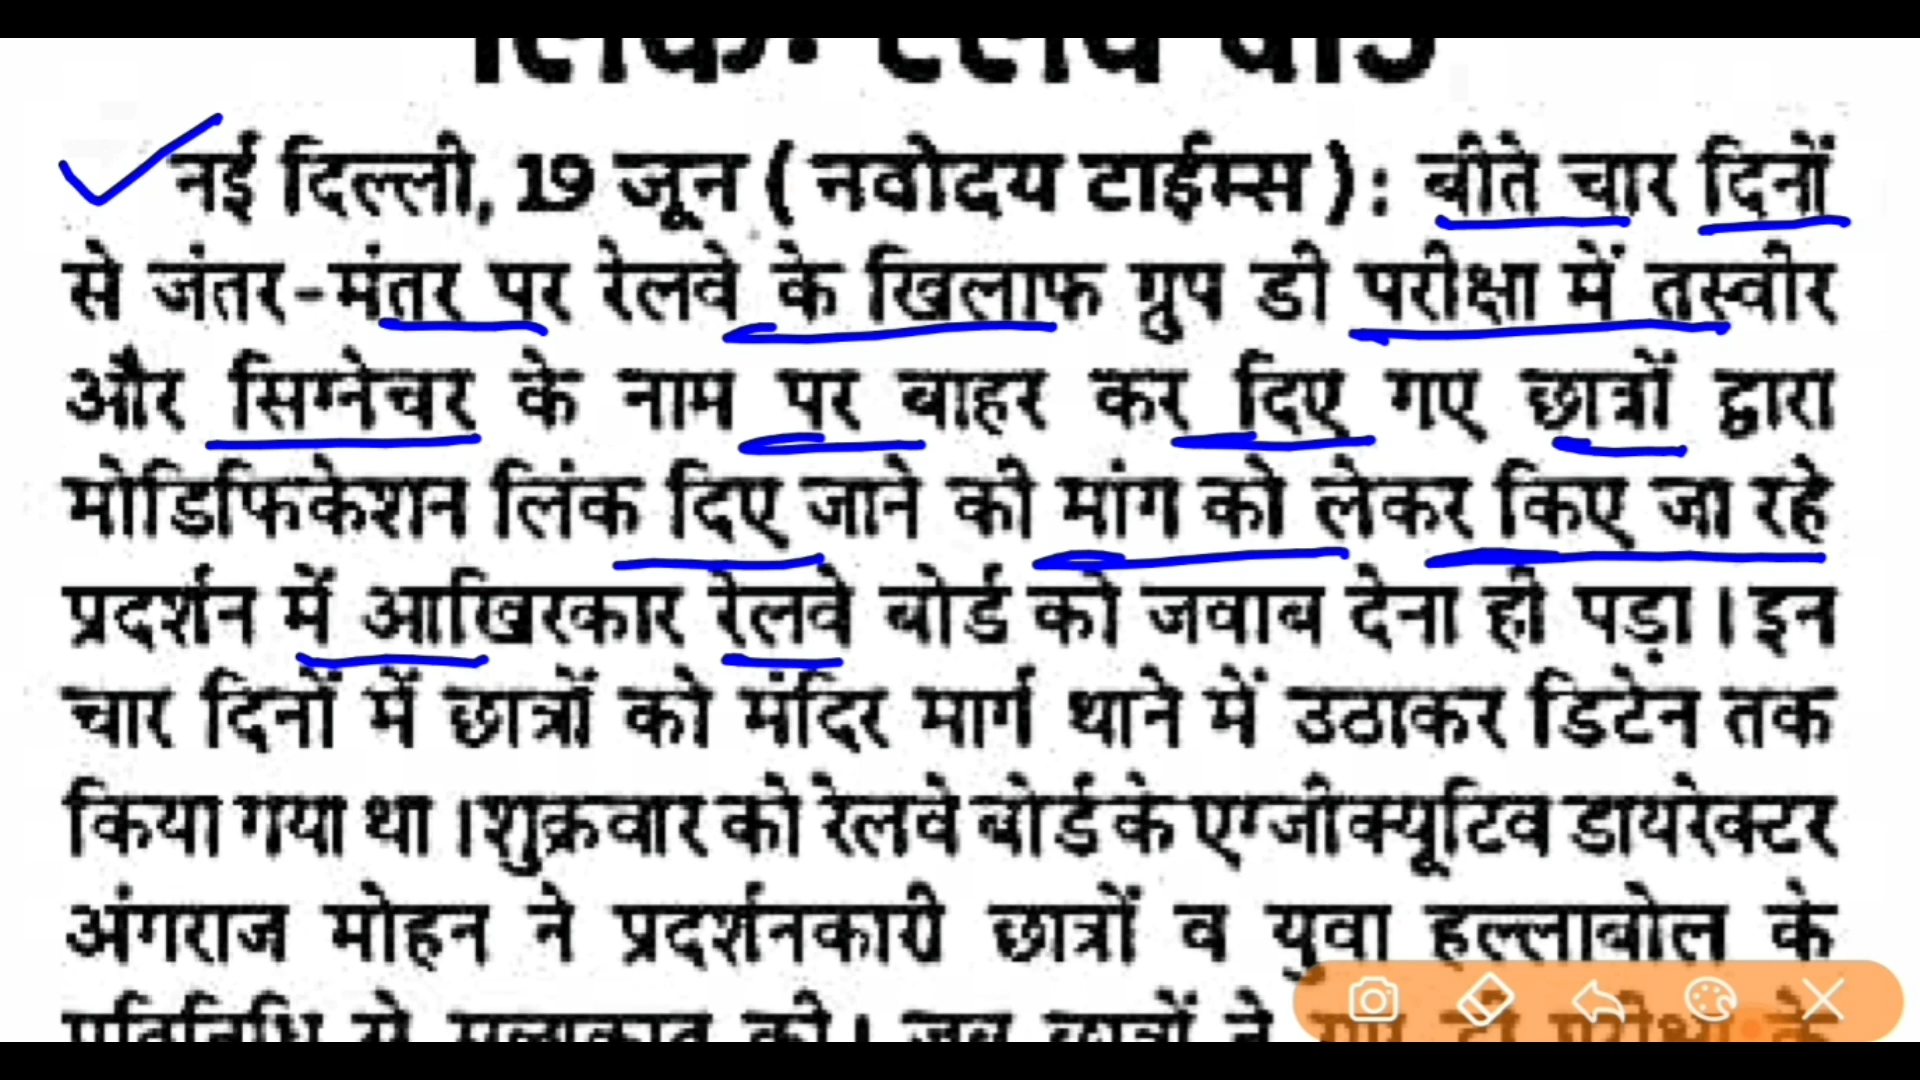 नई दिल्ली, 19 जून ( नवोदय टाईम्स ) : बीते चार दिनों
से जंतर-मंतर पर रेलवे के खिलाफ ग्रुप डी परीक्षा में तस्वीर
और सिग्नेचर के नाम पर बाहर कर दिए गए छात्रों द्वारा
मोडिफिकेशन लिंक दिए जाने की मांग को लेकर किए जा रहे
प्रदर्शन में आखिरकार रेलवे बोर्ड को जवाब देना ही पड़ा । इन
चार दिनों में छात्रों को मंदिर मार्ग थाने में उठाकर डिटेन तक
किया गया था । शुक्रवार को रेलवे बोर्ड के एग्जीक्यूटिव डायरेक्टर
अंगराज मोहन ने प्रदर्शनकारी छात्रों व युवा हल्लाबोल के